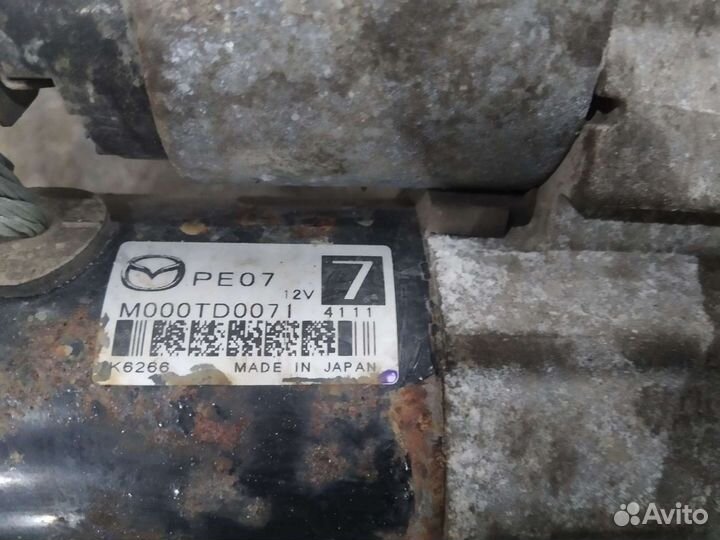 PE07
12V
7
M000TD0071
4111
K6266
MADE IN JAPAN
Avito